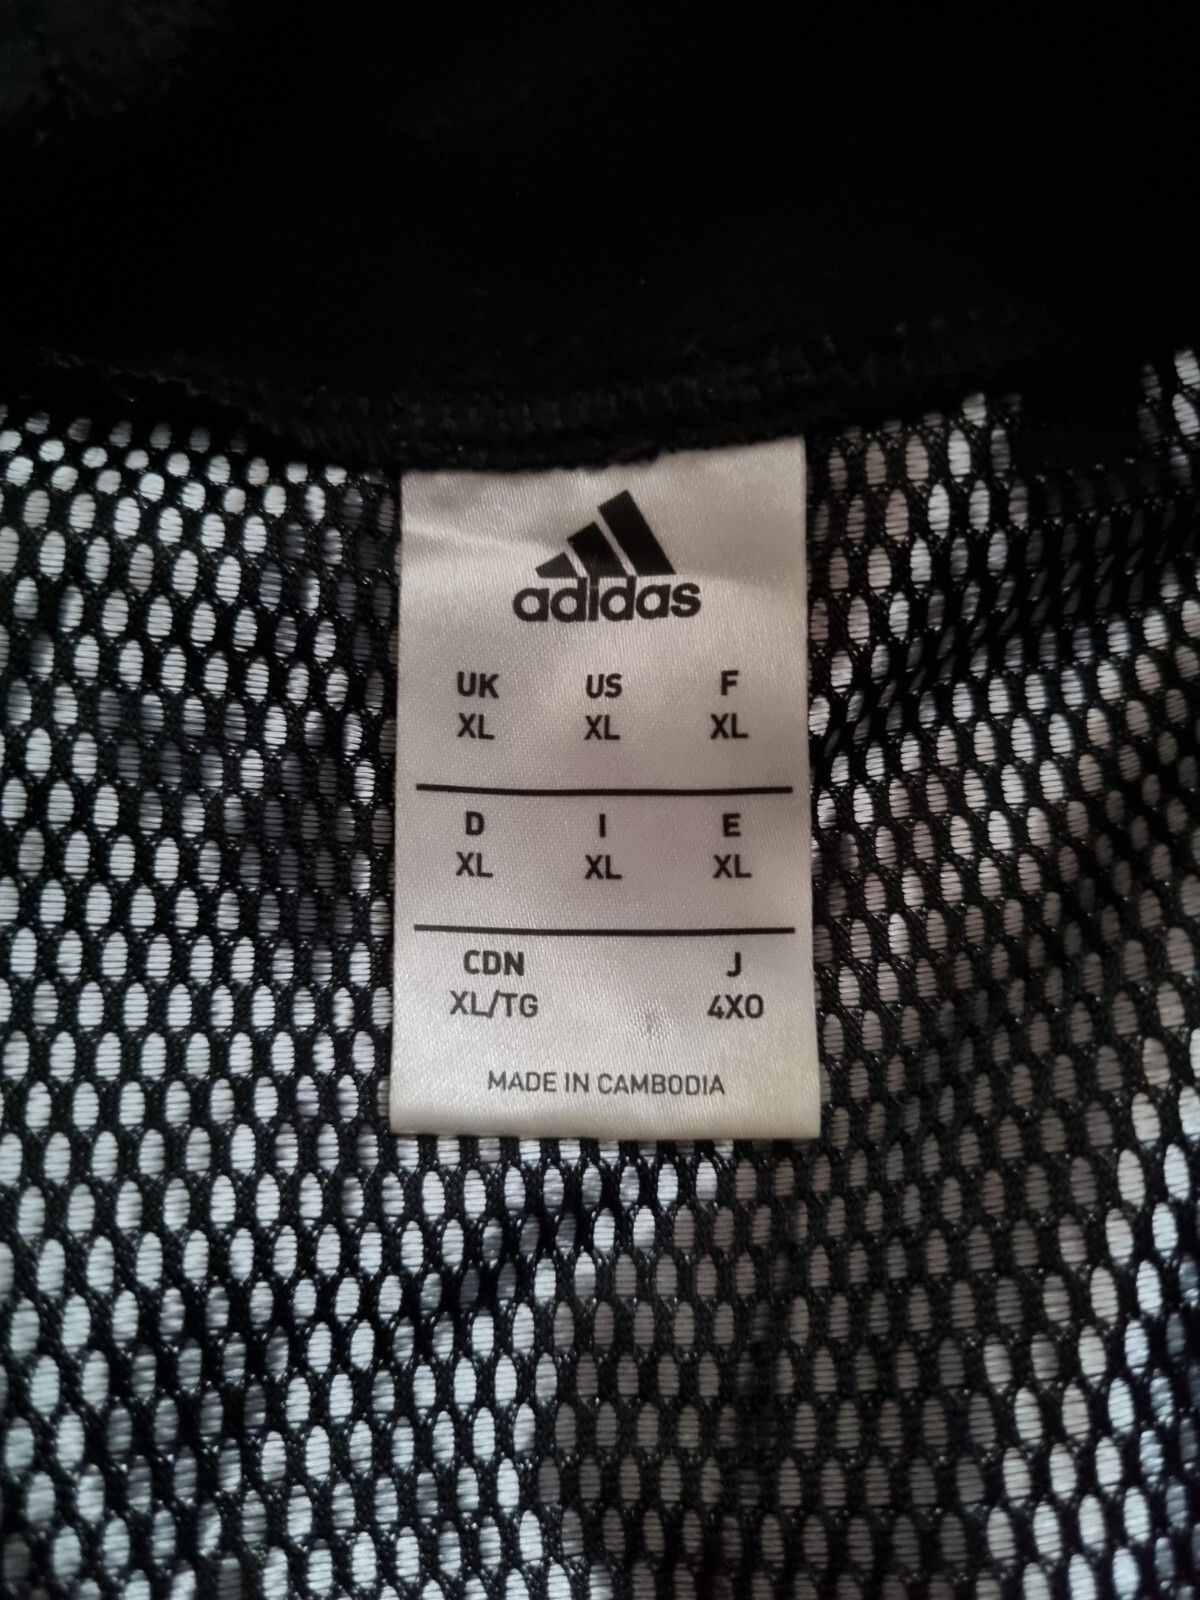 adidas
UK US F
XL XL XL
D I E
XL XL XL
CDN J
XL/TG 4XO
MADE IN CAMBODIA